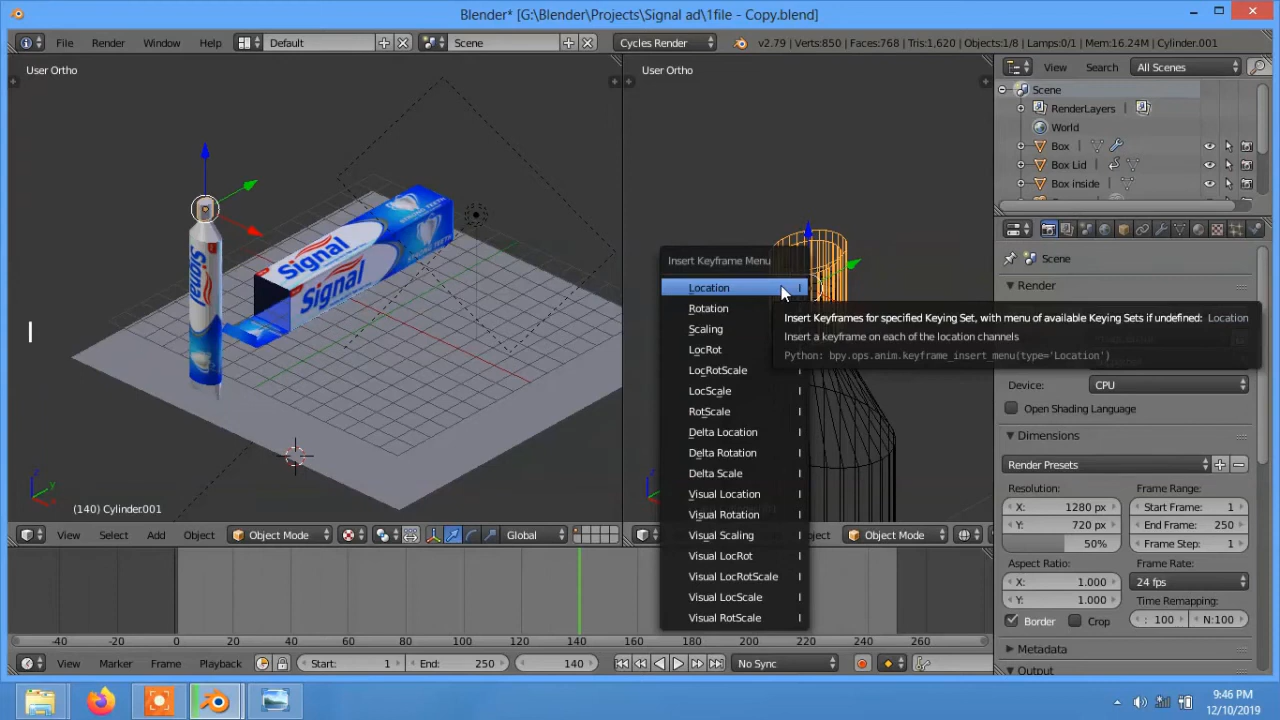 Blender* [G:\Blender\Projects\Signal ad\1file - Copy.blend]
File Render Window Help Default Scene Cycles Render v2.79 | Verts:850 | Faces:768 | Tris:1,620 | Objects:1/8 | Lamps:0/1 | Mem:16.24M | Cylinder.001
User Ortho
User Ortho
View Search All Scenes
Scene
RenderLayers
World
Box
Box Lid
Box inside
Signal
Signal
Signal
Insert Keyframe Menu
Location I
Rotation I
Scaling I
LocRot I
LocRotScale I
LocScale I
RotScale I
Delta Location I
Delta Rotation I
Delta Scale I
Visual Location I
Visual Rotation I
Visual Scaling I
Visual LocRot I
Visual LocRotScale I
Visual LocScale I
Visual RotScale I
Insert Keyframes for specified Keying Set, with menu of available Keying Sets if undefined: Location
Insert a keyframe on each of the location channels
Python: bpy.ops.anim.keyframe_insert_menu(type='Location')
Scene
Render
Device: CPU
Open Shading Language
Dimensions
Render Presets
Resolution: Frame Range:
X: 1280 px Start Frame: 1
Y: 720 px End Frame: 250
50% Frame Step: 1
Aspect Ratio: Frame Rate:
X: 1.000 24 fps
Y: 1.000 Time Remapping:
Border Crop : 100 N:100
Metadata
Output
(140) Cylinder.001
View Select Add Object Object Mode Global
Object Mode
-40 -20 0 20 40 60 80 100 120 140 160 180 200 220 240 260
View Marker Frame Playback Start: 1 End: 250 140 No Sync
9:46 PM
12/10/2019